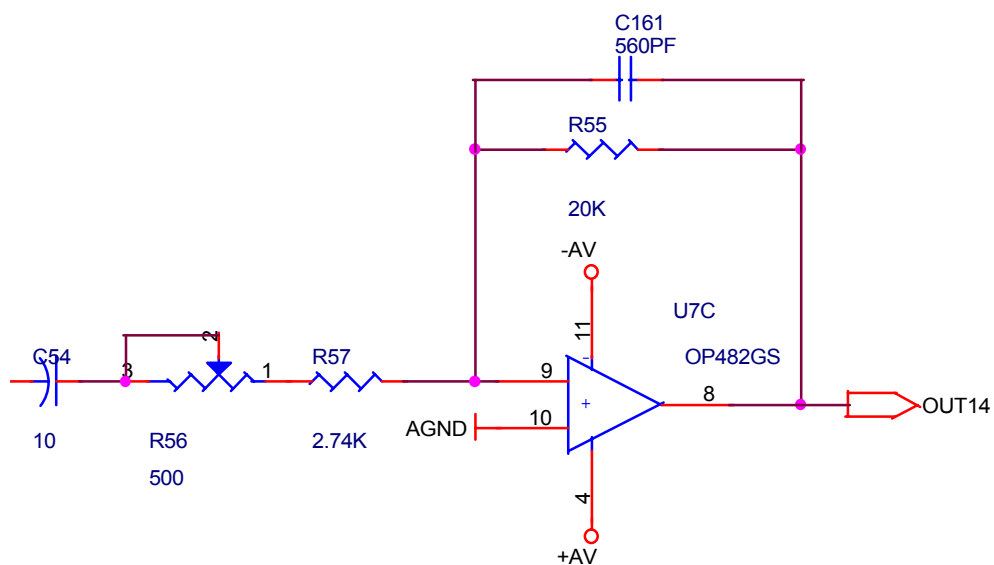 C161
560PF
R55
20K
-AV
11
U7C
OP482GS
-
+
C54
3
2
1
R57
9
8
OUT14
AGND
10
10
R56
500
2.74K
4
+AV